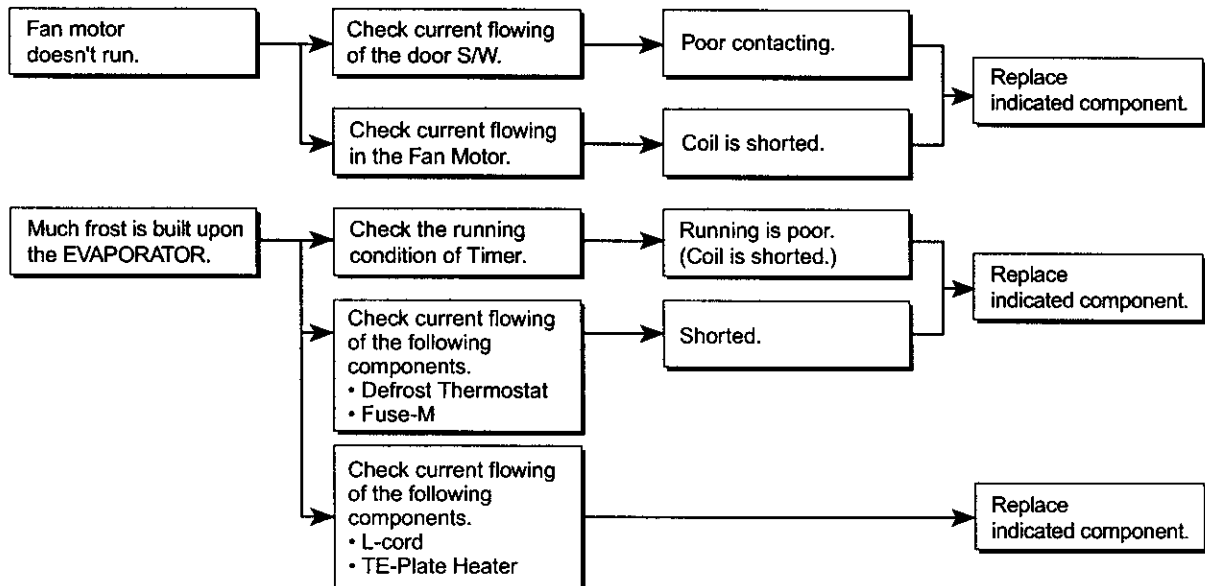 Fan motor
doesn't run.
Check current flowing
of the door S/W.
Poor contacting.
Replace
indicated component.
Check current flowing
in the Fan Motor.
Coil is shorted.
Much frost is built upon
the EVAPORATOR.
Check the running
condition of Timer.
Running is poor.
(Coil is shorted.)
Replace
indicated component.
Check current flowing
of the following
components.
• Defrost Thermostat
• Fuse-M
Shorted.
Check current flowing
of the following
components.
• L-cord
• TE-Plate Heater
Replace
indicated component.